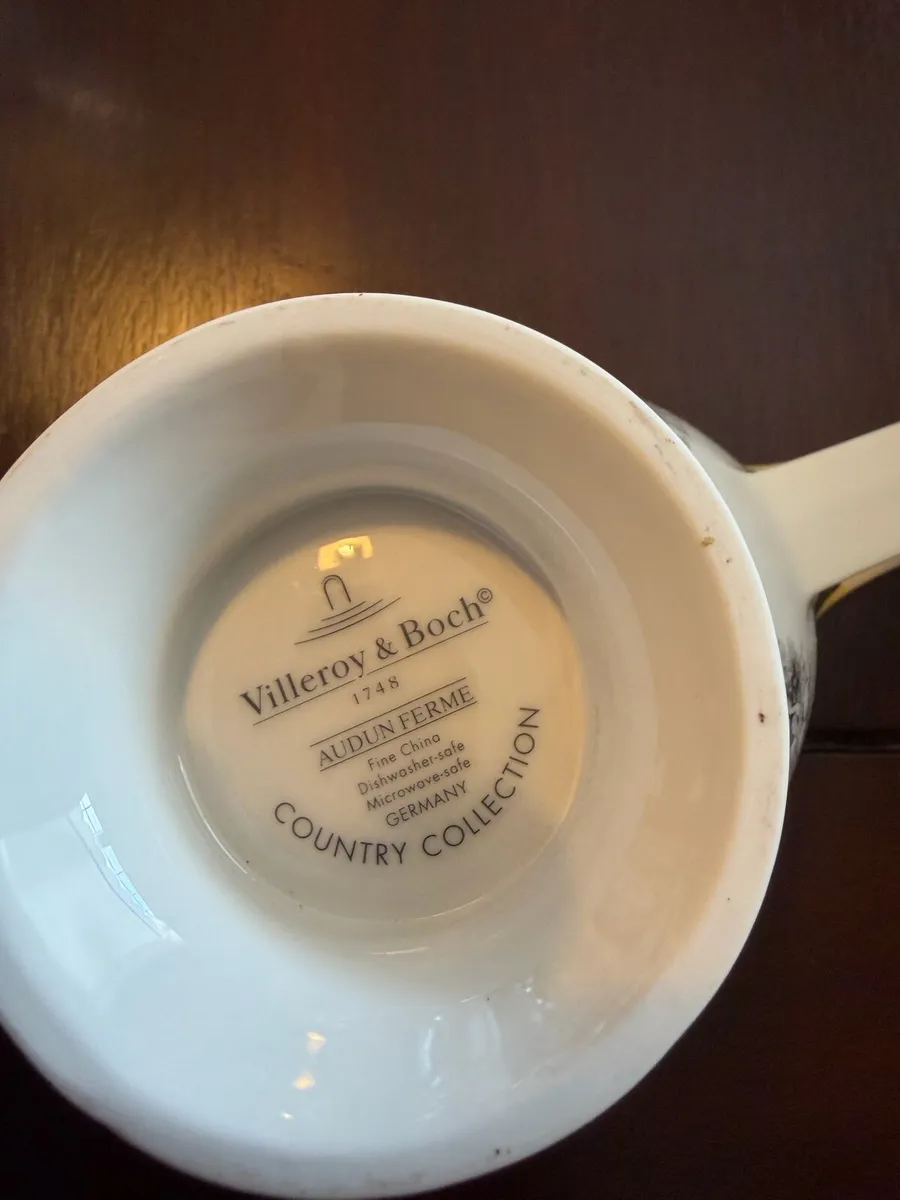 Villeroy & Boch©
1748
AUDUN FERME
Fine China
Dishwasher-safe
Microwave-safe
GERMANY
COUNTRY COLLECTION